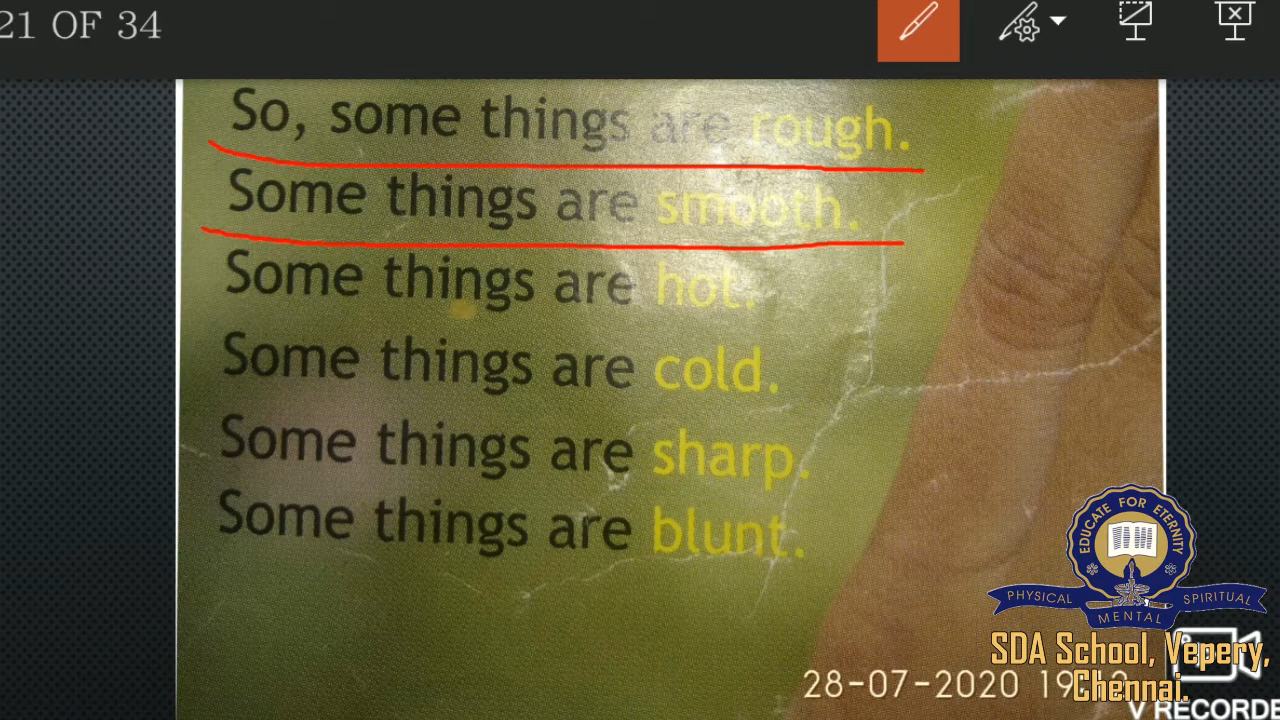 21 OF 34
So, some things are rough.
Some things are smooth.
Some things are hot.
Some things are cold.
Some things are sharp.
Some things are blunt.
EDUCATE FOR ETERNITY
PHYSICAL
MENTAL
SPIRITUAL
SDA School, Vepery,
Chennai.
28-07-2020 19
V RECORDE